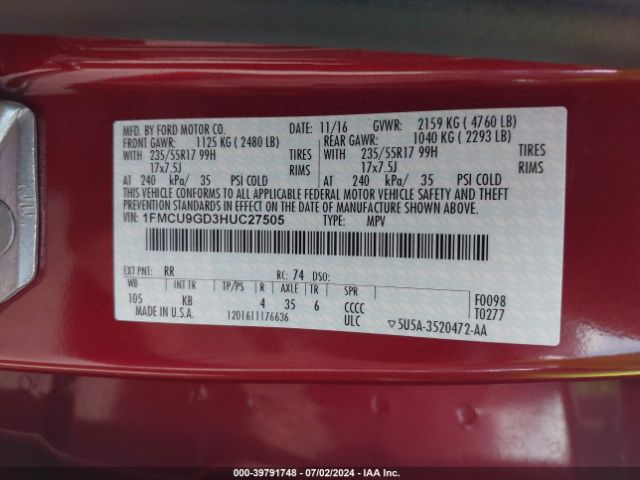 MFD. BY FORD MOTOR CO. DATE: 11/16 GVWR: 2159 KG ( 4760 LB)
FRONT GAWR: 1125 KG ( 2480 LB) REAR GAWR: 1040 KG ( 2293 LB)
WITH 235/55R17 99H TIRES WITH 235/55R17 99H TIRES
17x7.5J RIMS 17x7.5J RIMS
AT 240 kPa/ 35 PSI COLD AT 240 kPa/ 35 PSI COLD
THIS VEHICLE CONFORMS TO ALL APPLICABLE FEDERAL MOTOR VEHICLE SAFETY AND THEFT
PREVENTION STANDARDS IN EFFECT ON THE DATE OF MANUFACTURE SHOWN ABOVE.
VIN: 1FMCU9GD3HUC27505 TYPE: MPV
EXT PNT: RR RC: 74 DSO:
WB INT TR TP/PS R AXLE TR SPR
105 KB 4 35 6 CCCC F0098
MADE IN U.S.A. 1201611176636 ULC T0277
▽5U5A-3520472-AA
000-39791748 - 07/02/2024 - IAA Inc.